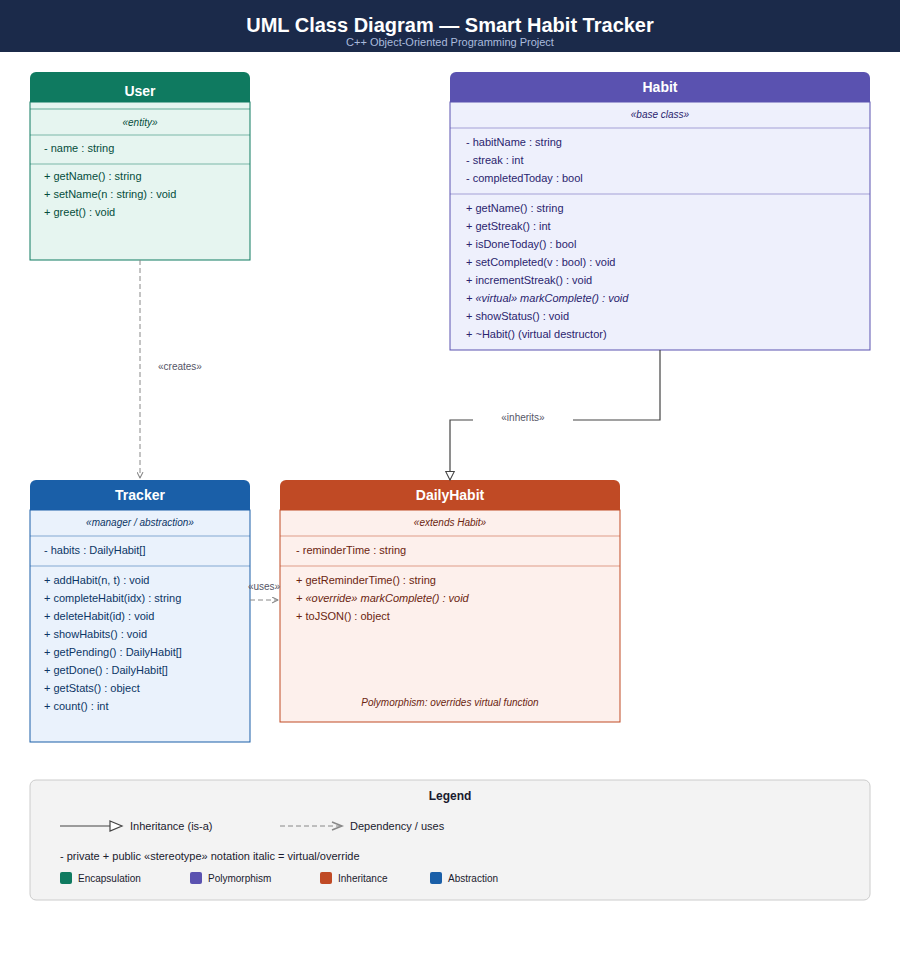 UML Class Diagram — Smart Habit Tracker
C++ Object-Oriented Programming Project
User
«entity»
- name : string
+ getName() : string
+ setName(n : string) : void
+ greet() : void
Habit
«base class»
- habitName : string
- streak : int
- completedToday : bool
+ getName() : string
+ getStreak() : int
+ isDoneToday() : bool
+ setCompleted(v : bool) : void
+ incrementStreak() : void
+ «virtual» markComplete() : void
+ showStatus() : void
+ ~Habit() (virtual destructor)
«creates»
«inherits»
Tracker
«manager / abstraction»
- habits : DailyHabit[]
+ addHabit(n, t) : void
+ completeHabit(idx) : string
+ deleteHabit(id) : void
+ showHabits() : void
+ getPending() : DailyHabit[]
+ getDone() : DailyHabit[]
+ getStats() : object
+ count() : int
«uses»
DailyHabit
«extends Habit»
- reminderTime : string
+ getReminderTime() : string
+ «override» markComplete() : void
+ toJSON() : object
Polymorphism: overrides virtual function
Legend
Inheritance (is-a)
Dependency / uses
- private + public «stereotype» notation italic = virtual/override
Encapsulation
Polymorphism
Inheritance
Abstraction